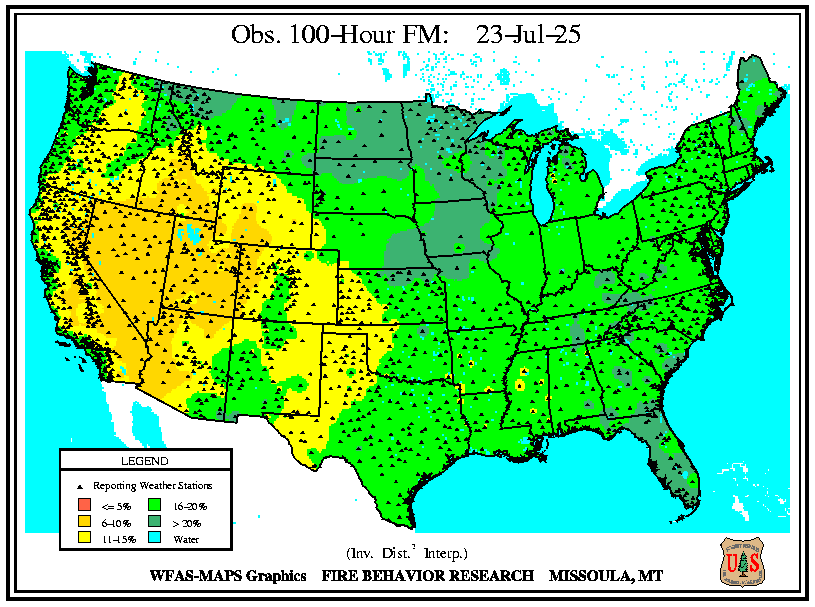 Obs. 100-Hour FM: 23-Jul-25
LEGEND
Reporting Weather Stations
<= 5%
16-20%
6-10%
> 20%
11-15%
Water
(Inv. Dist.² Interp.)
WFAS-MAPS Graphics FIRE BEHAVIOR RESEARCH MISSOULA, MT
U S